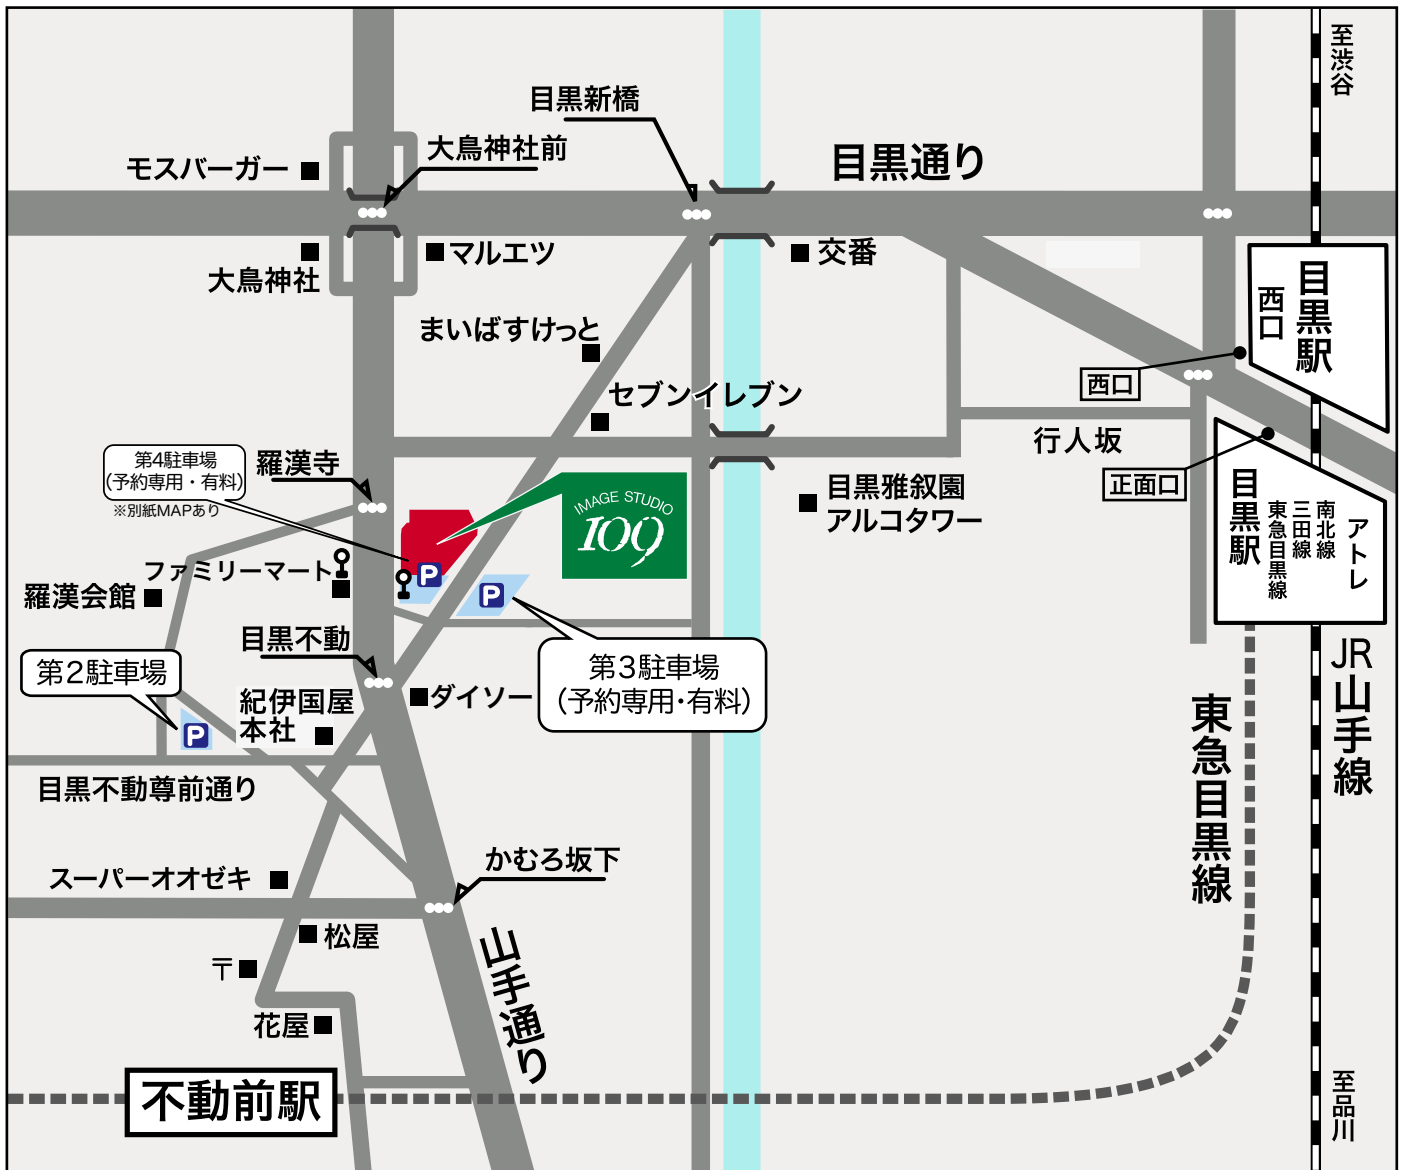 至渋谷
目黒新橋
大鳥神社前
目黒通り
モスバーガー
大鳥神社
マルエツ
交番
目黒駅
西口
まいばすけっと
西口
セブンイレブン
行人坂
第4駐車場
(予約専用・有料)
※別紙MAPあり
羅漢寺
正面口
目黒雅叙園
アルコタワー
IMAGE STUDIO
109
目黒駅
東急目黒線
三田線
南北線
アトレ
ファミリーマート
P
P
羅漢会館
目黒不動
第2駐車場
第3駐車場
(予約専用・有料)
JR山手線
紀伊国屋
本社
ダイソー
P
東急目黒線
目黒不動尊前通り
かむろ坂下
スーパーオオゼキ
松屋
山手通り
〒
花屋
不動前駅
至品川